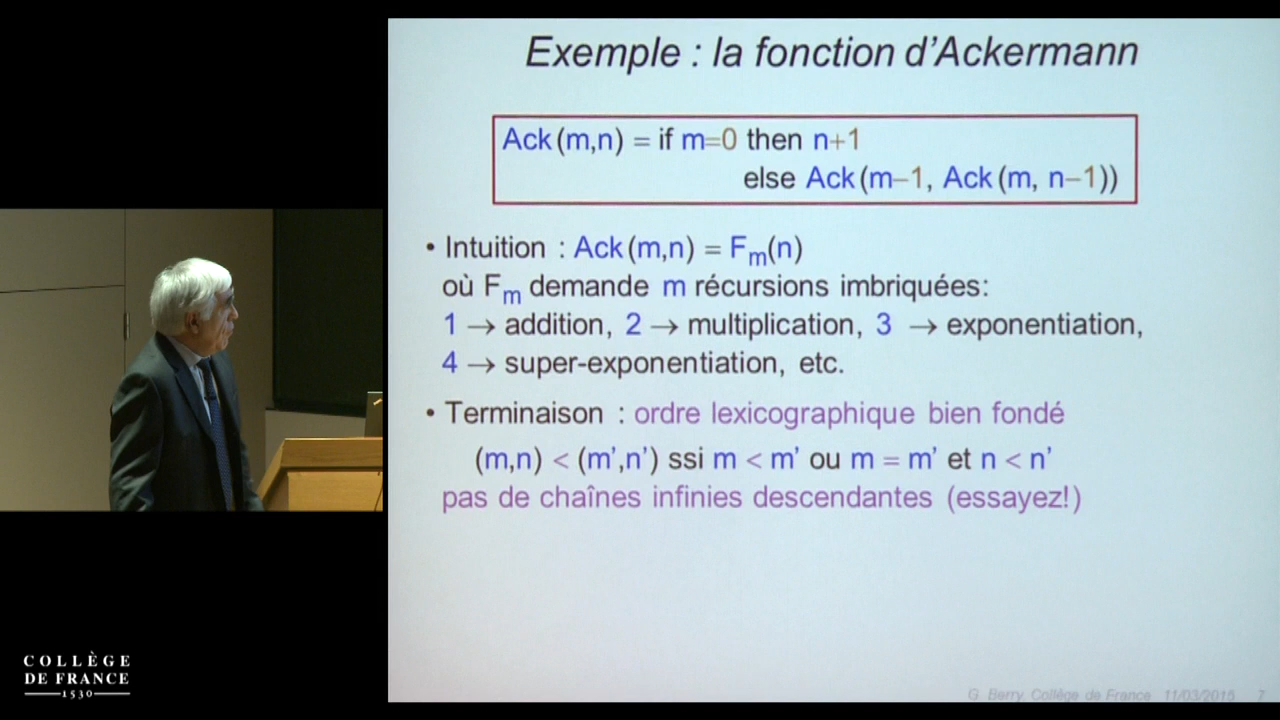 Exemple : la fonction d'Ackermann
Ack(m,n) = if m=0 then n+1
else Ack(m−1, Ack(m, n−1))
• Intuition : Ack(m,n) = Fm(n)
où Fm demande m récursions imbriquées:
1 → addition, 2 → multiplication, 3 → exponentiation,
4 → super-exponentiation, etc.
• Terminaison : ordre lexicographique bien fondé
(m,n) < (m',n') ssi m < m' ou m = m' et n < n'
pas de chaînes infinies descendantes (essayez!)
COLLÈGE
DE FRANCE
1530
G. Berry, Collège de France 11/03/2015 7